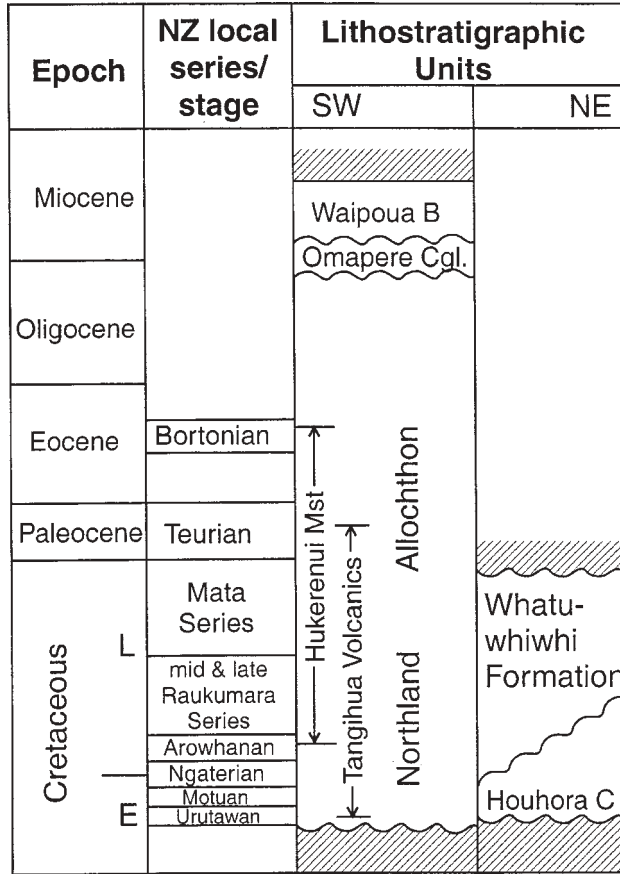 Epoch
NZ local
series/
stage
Lithostratigraphic
Units
SW
NE
Miocene
Oligocene
Eocene
Paleocene
Cretaceous
L
E
Bortonian
Teurian
Mata
Series
mid & late
Raukumara
Series
Arowhanan
Ngaterian
Motuan
Urutawan
Waipoua B
Omapere Cgl.
Hukerenui Mst
Tangihua Volcanics
Northland Allochthon
Whatu-
whiwhi
Formation
Houhora C